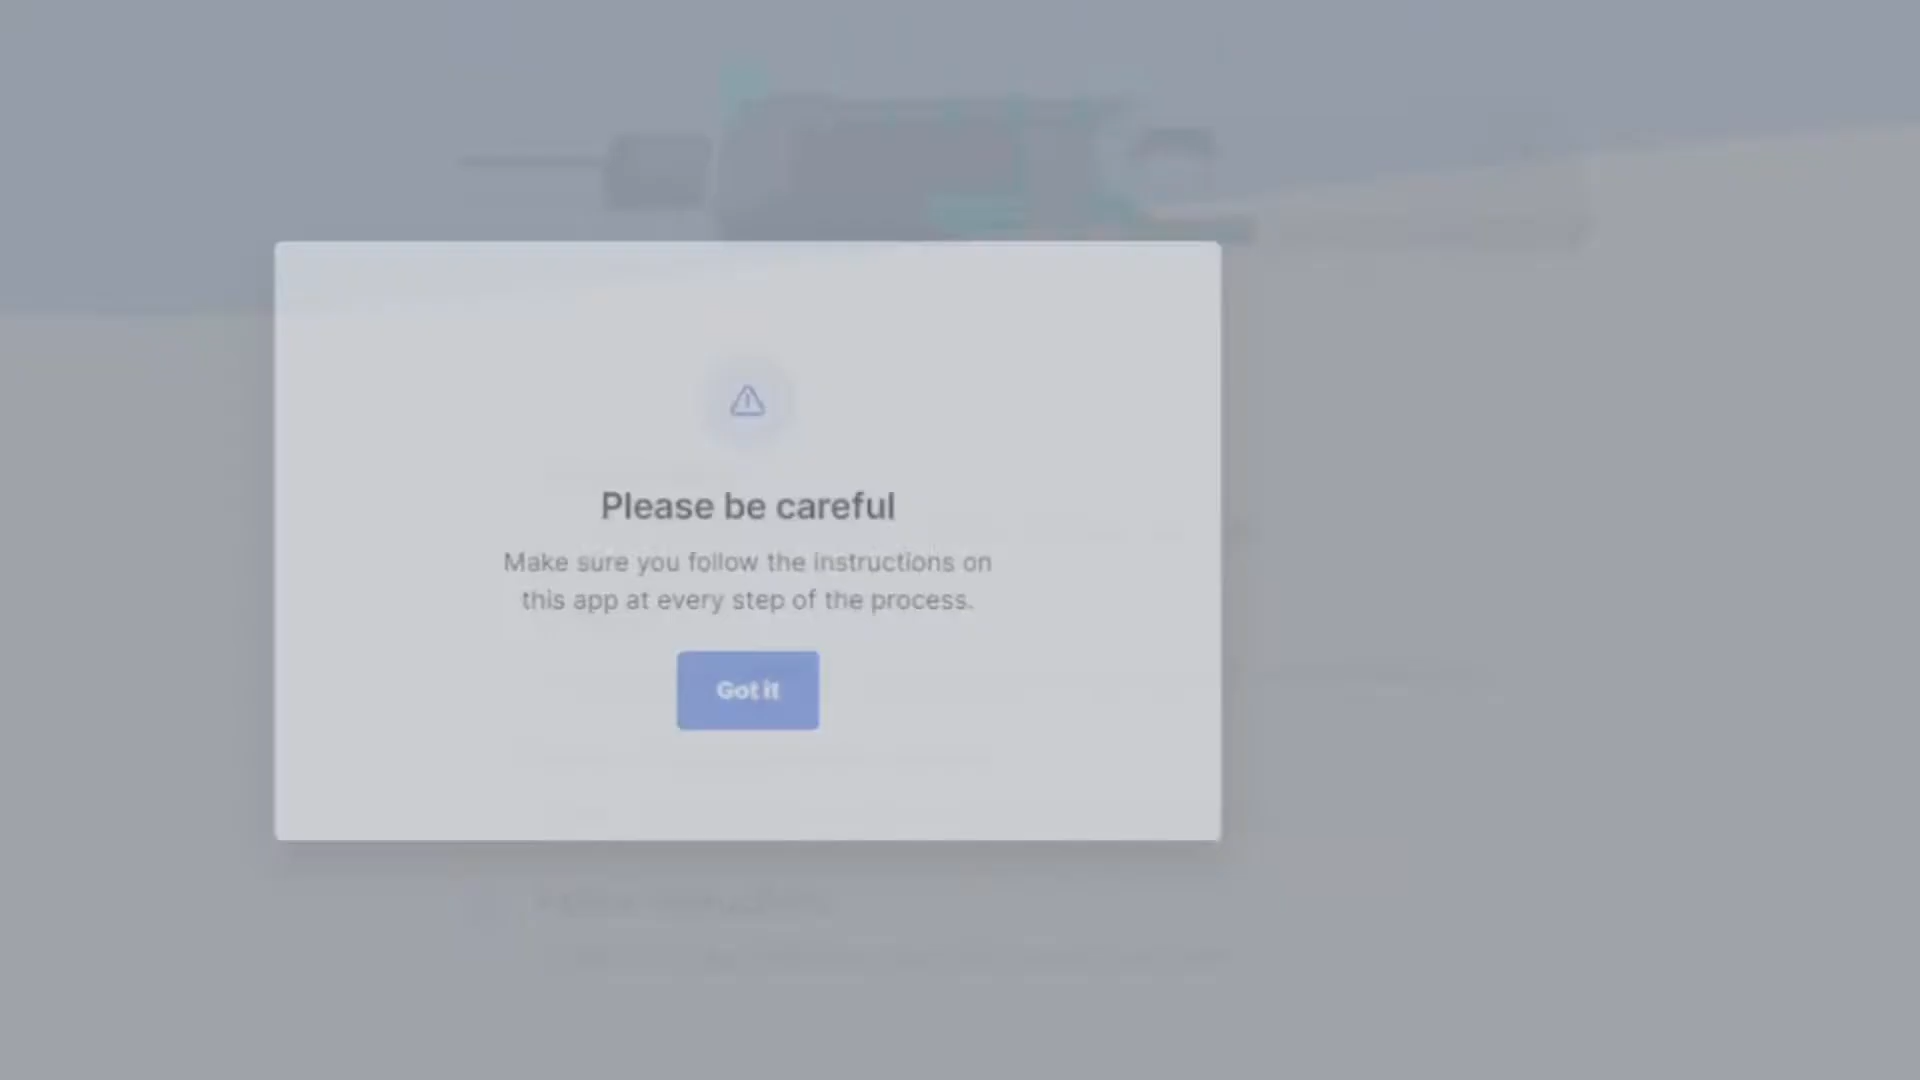 Please be careful
Make sure you follow the instructions on
this app at every step of the process.
Got it